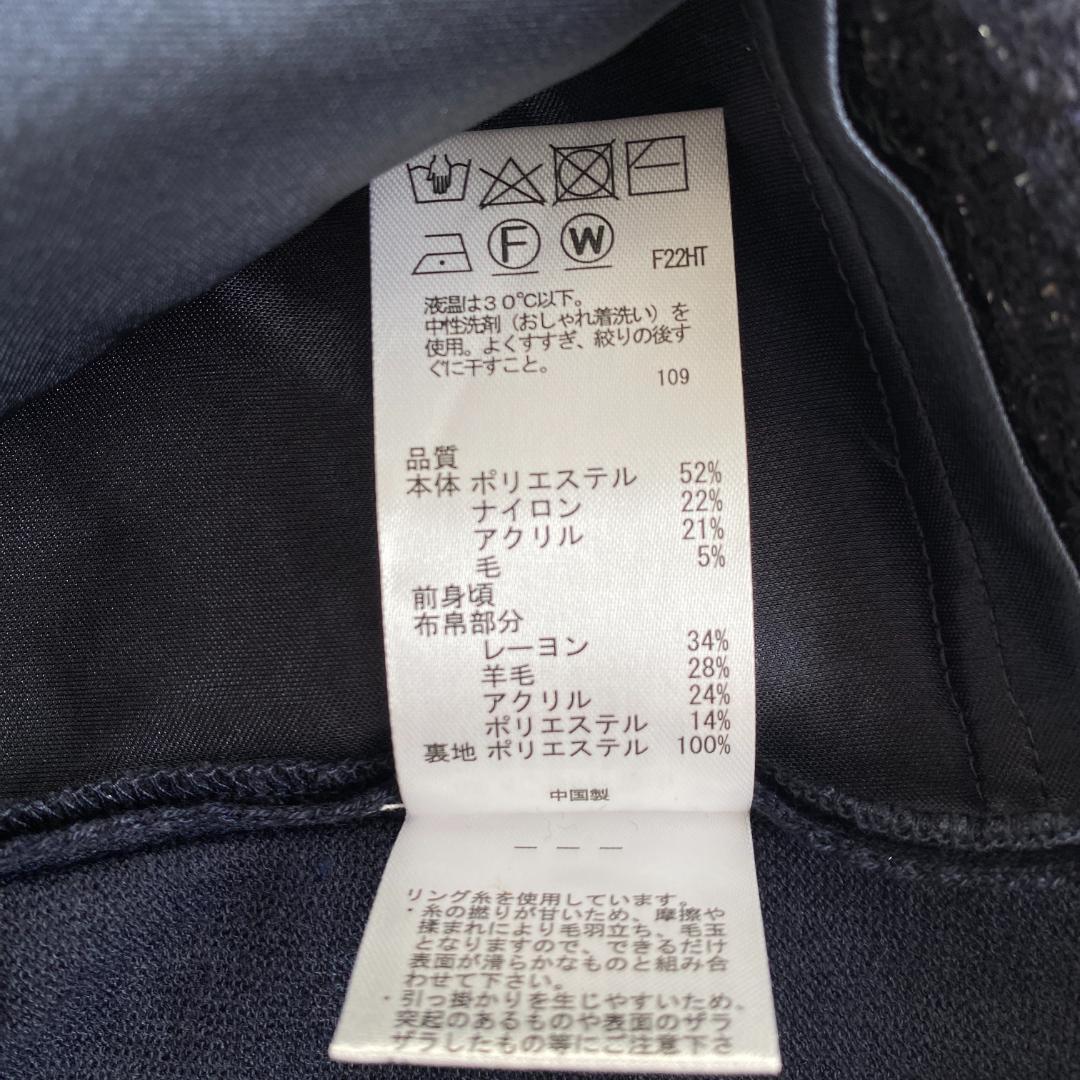 F W F22HT
液温は30℃以下。
中性洗剤（おしゃれ着洗い）を
使用。よくすすぎ、絞りの後す
ぐに干すこと。
109
品質
本体 ポリエステル 52%
ナイロン 22%
アクリル 21%
毛 5%
前身頃
布帛部分
レーヨン 34%
羊毛 28%
アクリル 24%
ポリエステル 14%
裏地 ポリエステル 100%
中国製
リング糸を使用しています。
・糸の撚りが甘いため、摩擦や
揉まれにより毛羽立ち、毛玉
となりますので、できるだけ
表面が滑らかなものと組み合
わせて下さい。
・引っ掛かりを生じやすいため、
突起のあるものや表面のザラ
ザラしたもの等にご注意下さ